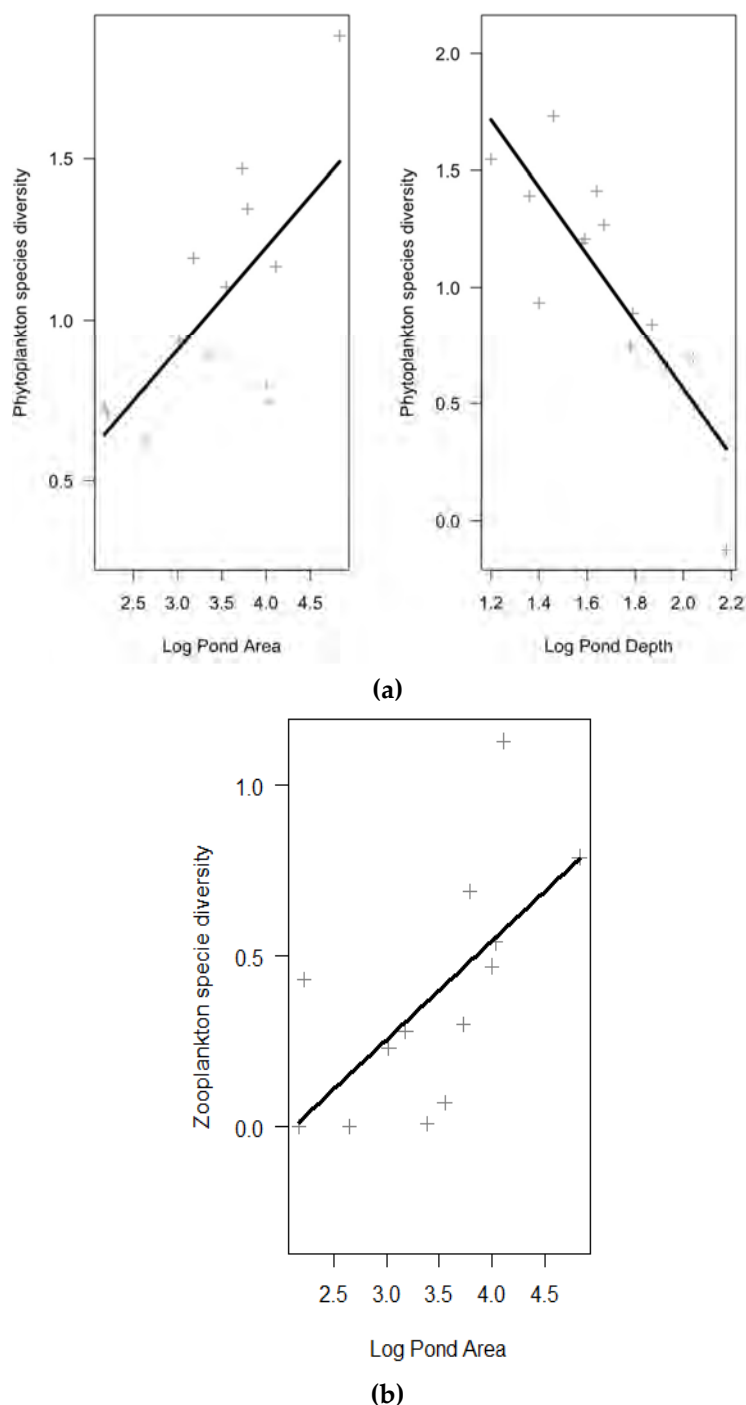 Phytoplankton species diversity
1.5
1.0
0.5
2.5 3.0 3.5 4.0 4.5
Log Pond Area
Phytoplankton species diversity
2.0
1.5
1.0
0.5
0.0
1.2 1.4 1.6 1.8 2.0 2.2
Log Pond Depth
(a)
Zooplankton specie diversity
1.0
0.5
0.0
2.5 3.0 3.5 4.0 4.5
Log Pond Area
(b)